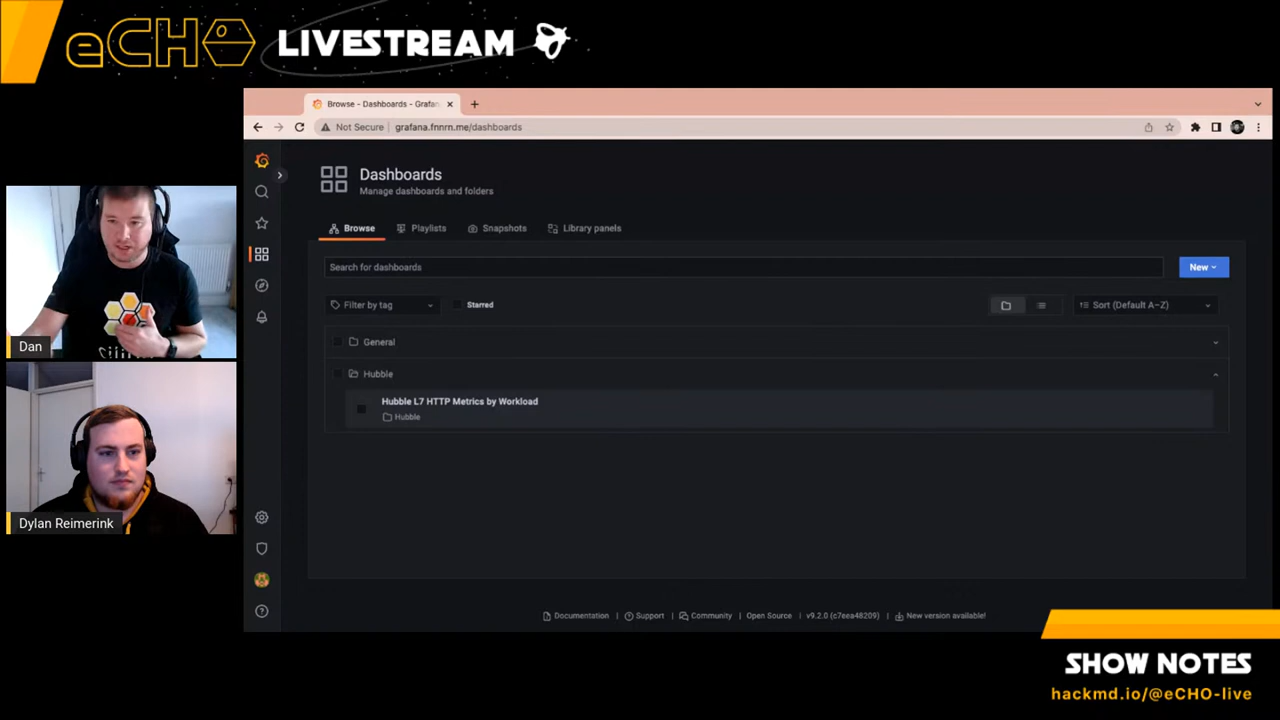 eCHO LIVESTREAM
Browse - Dashboards - Grafan
Not Secure
grafana.fnnrn.me/dashboards
Dashboards
Manage dashboards and folders
Browse
Playlists
Snapshots
Library panels
Search for dashboards
New
Filter by tag
Starred
Sort (Default A–Z)
General
Hubble
Hubble L7 HTTP Metrics by Workload
Hubble
Documentation
Support
Community
Open Source
v9.2.0 (c7eea48209)
New version available!
Dan
Dylan Reimerink
SHOW NOTES
hackmd.io/@eCHO-live